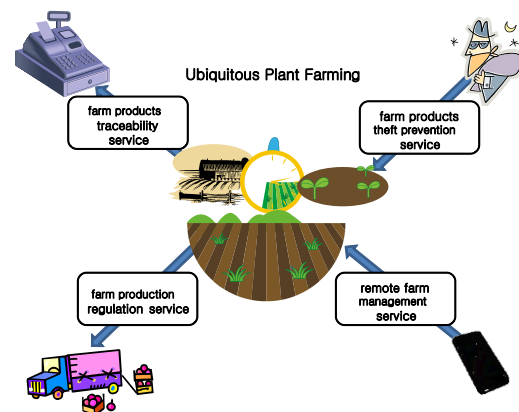 Ubiquitous Plant Farming
farm products
traceability
service
farm products
theft prevention
service
farm production
regulation service
remote farm
management
service